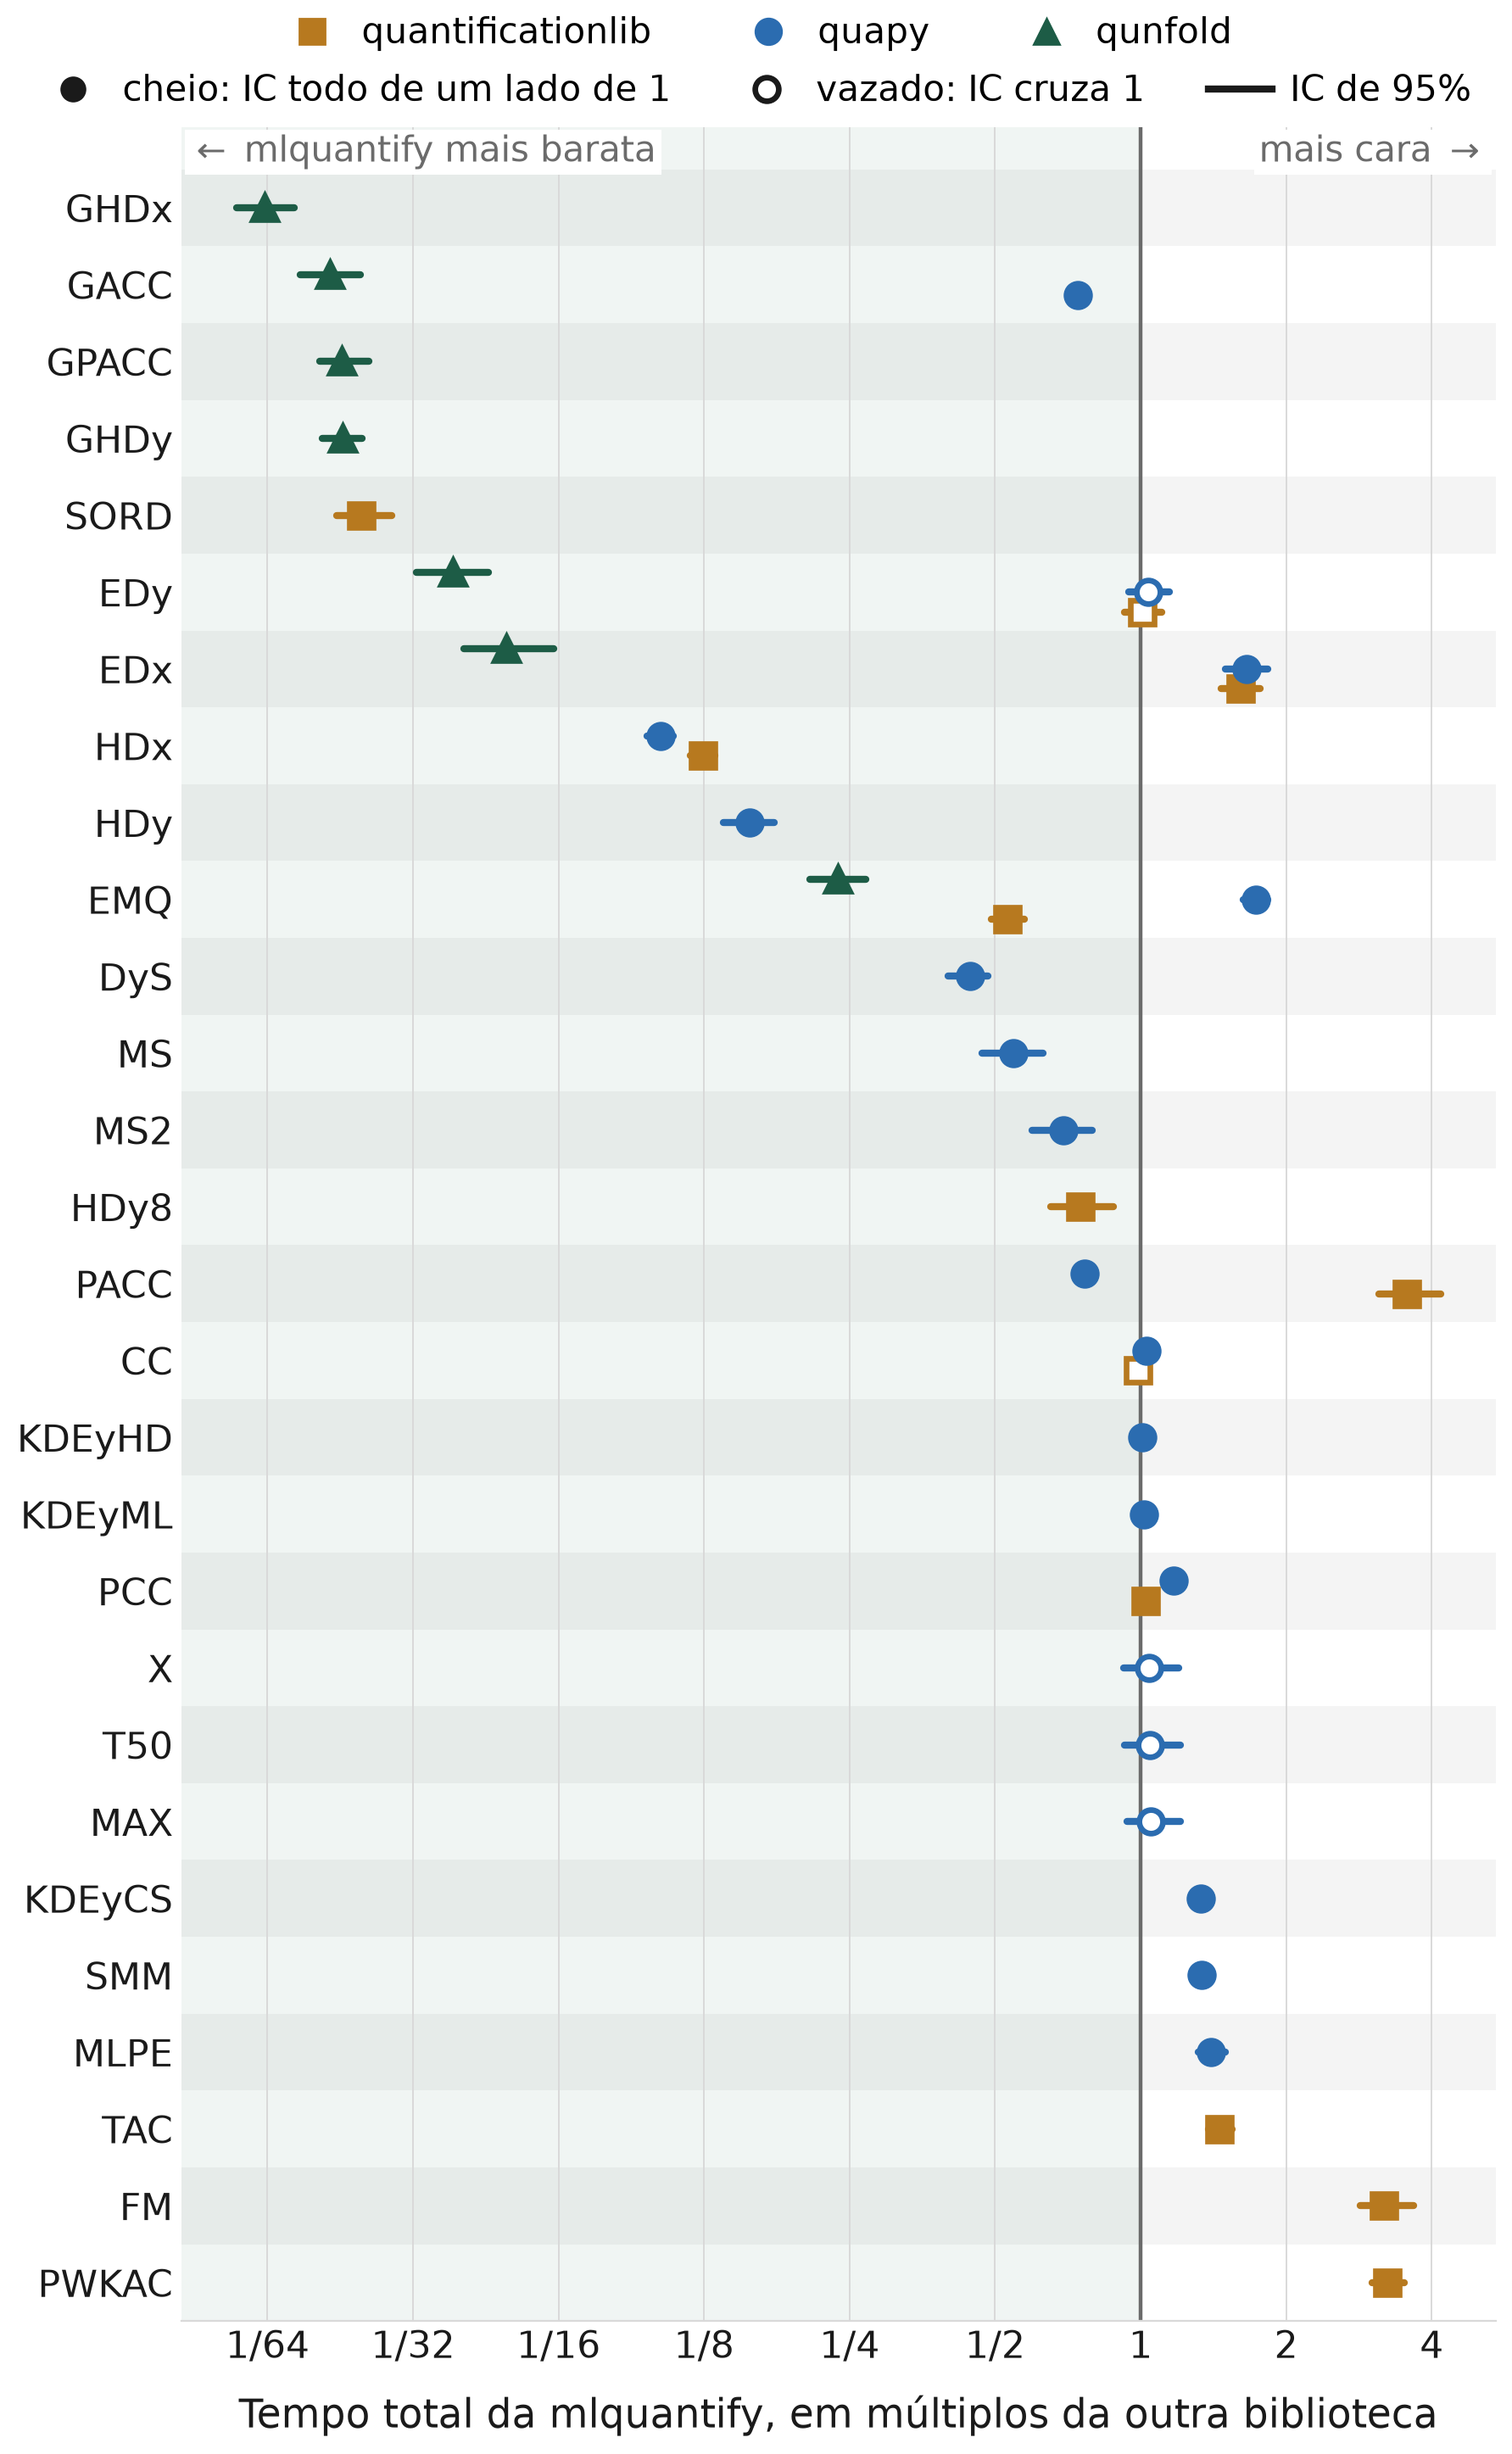 quantificationlib quapy qunfold
cheio: IC todo de um lado de 1 vazado: IC cruza 1 IC de 95%
← mlquantify mais barata mais cara →
GHDx
GACC
GPACC
GHDy
SORD
EDy
EDx
HDx
HDy
EMQ
DyS
MS
MS2
HDy8
PACC
CC
KDEyHD
KDEyML
PCC
X
T50
MAX
KDEyCS
SMM
MLPE
TAC
FM
PWKAC
1/64 1/32 1/16 1/8 1/4 1/2 1 2 4
Tempo total da mlquantify, em múltiplos da outra biblioteca